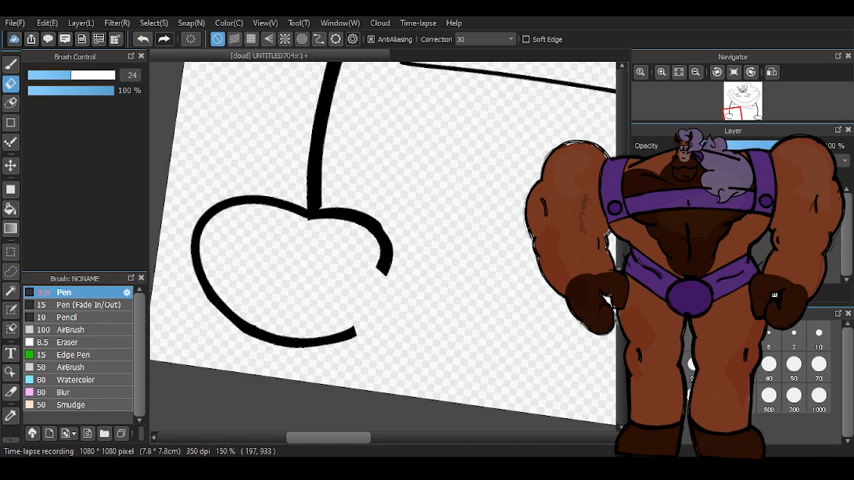 File(F) Edit(E) Layer(L) Filter(R) Select(S) Snap(N) Color(C) View(V) Tool(T) Window(W) Cloud Time-lapse Help
AntiAliasing Correction 30 Soft Edge
Brush Control
24
100 %
[cloud] UNTITLED704:r1+
Navigator
Layer
Opacity 100 %
Brush: NONAME
Pen
15 Pen (Fade In/Out)
10 Pencil
100 AirBrush
8.5 Eraser
15 Edge Pen
50 AirBrush
80 Watercolor
80 Blur
50 Smudge
7 10
40 50 70
500 700 1000
Time-lapse recording 1080 * 1080 pixel (7.8 * 7.8cm) 350 dpi 150 % ( 197, 933 )